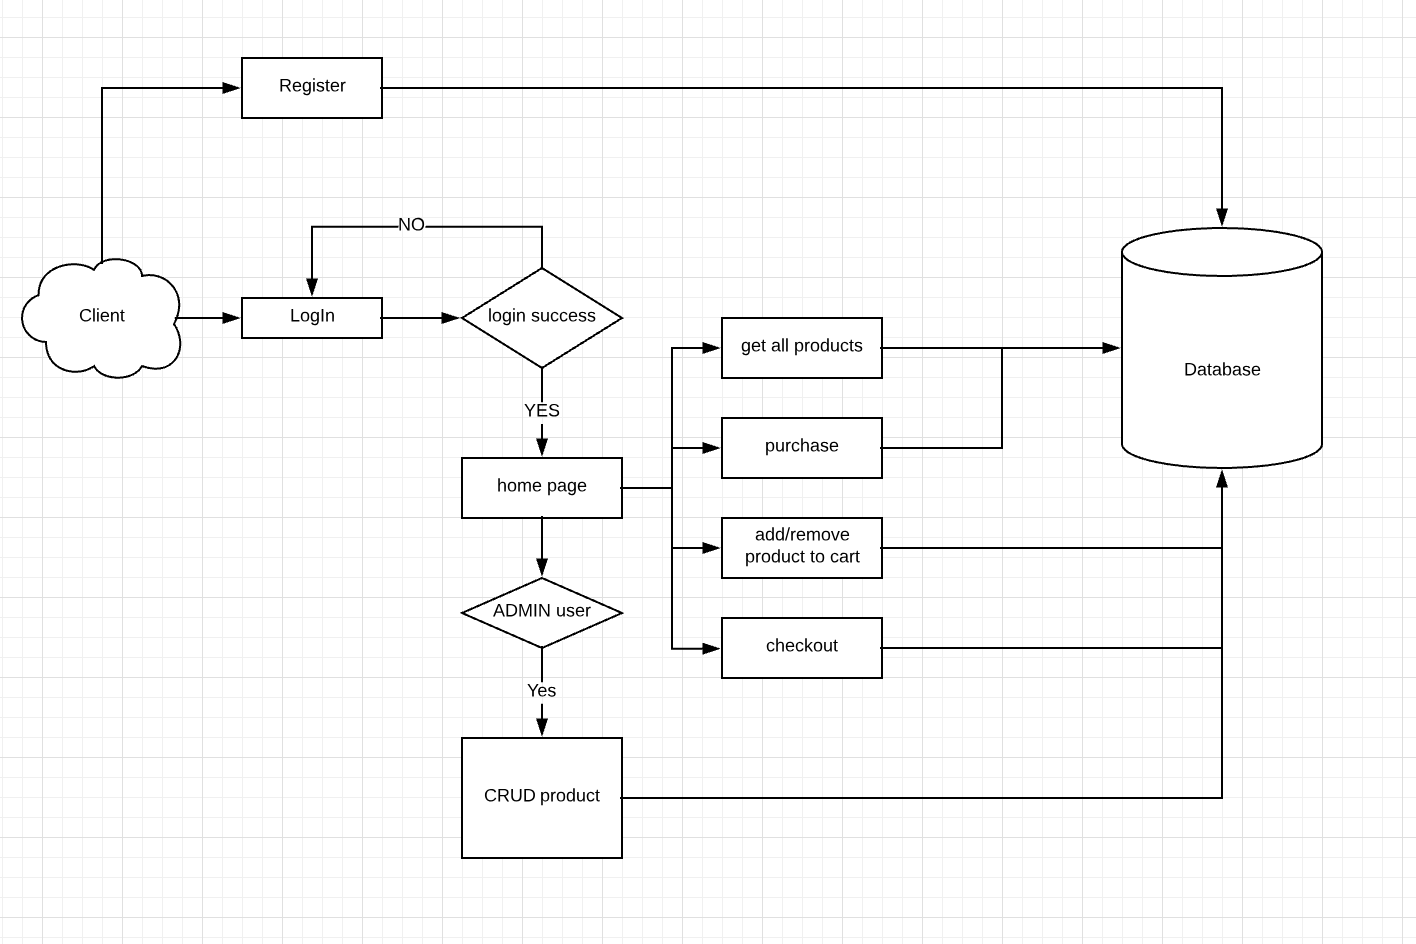 Register
NO
Client
LogIn
login success
get all products
Database
YES
purchase
home page
add/remove
product to cart
ADMIN user
checkout
Yes
CRUD product